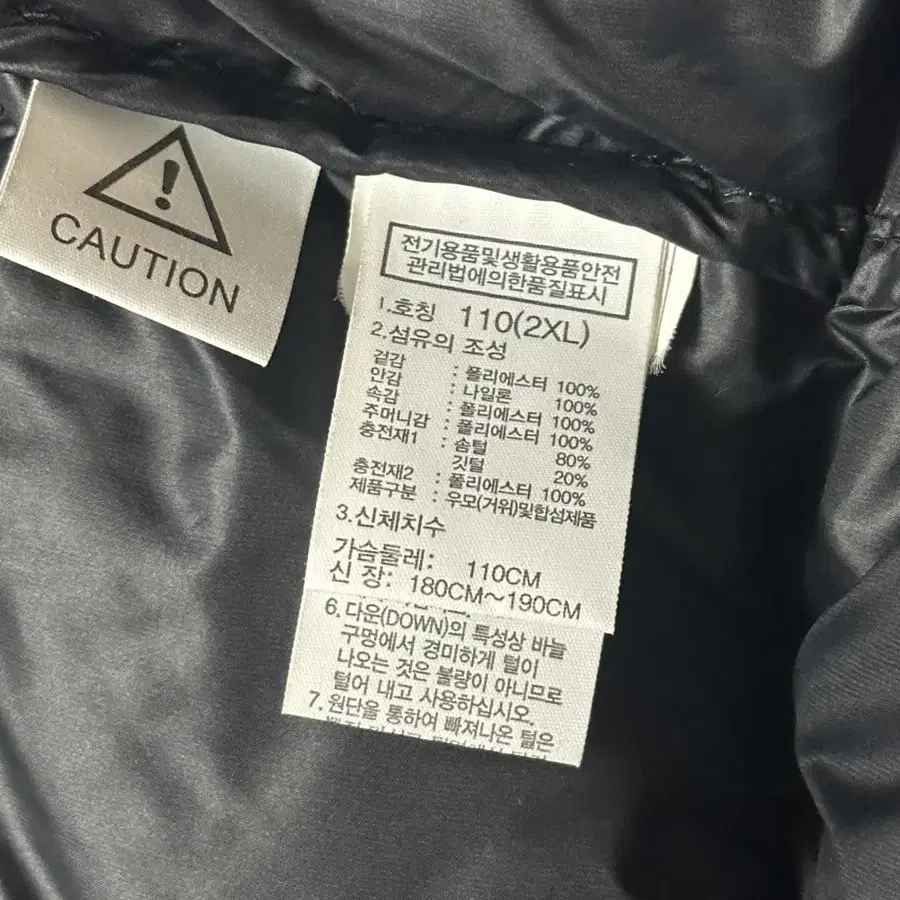 CAUTION
전기용품및생활용품안전
관리법에의한품질표시
1.호칭 110(2XL)
2.섬유의 조성
겉감 : 폴리에스터 100%
안감 : 나일론 100%
속감 : 폴리에스터 100%
주머니감 : 폴리에스터 100%
충전재1 : 솜털 80%
깃털 20%
충전재2 : 폴리에스터 100%
제품구분 : 우모(거위)및합섬제품
3.신체치수
가슴둘레: 110CM
신 장: 180CM~190CM
6.다운(DOWN)의 특성상 바늘
구멍에서 경미하게 털이
나오는 것은 불량이 아니므로
털어 내고 사용하십시오.
7.원단을 통하여 빠져나온 털은